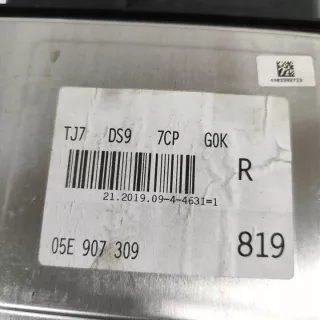 TJ7 DS9 7CP G0K
R
21.2019.09-4-4631=1
05E 907 309
819